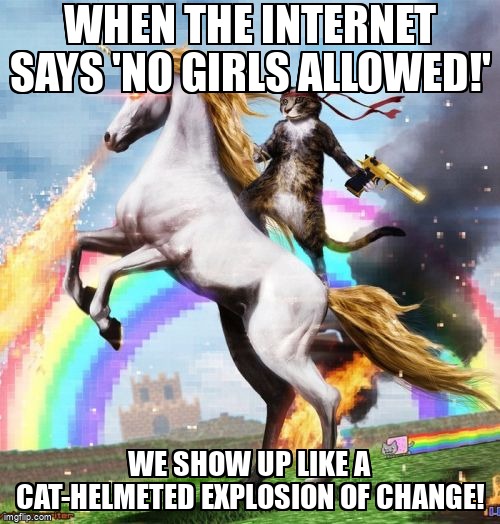 WHEN THE INTERNET
SAYS 'NO GIRLS ALLOWED!'
WE SHOW UP LIKE A
CAT-HELMETED EXPLOSION OF CHANGE!
imgflip.com